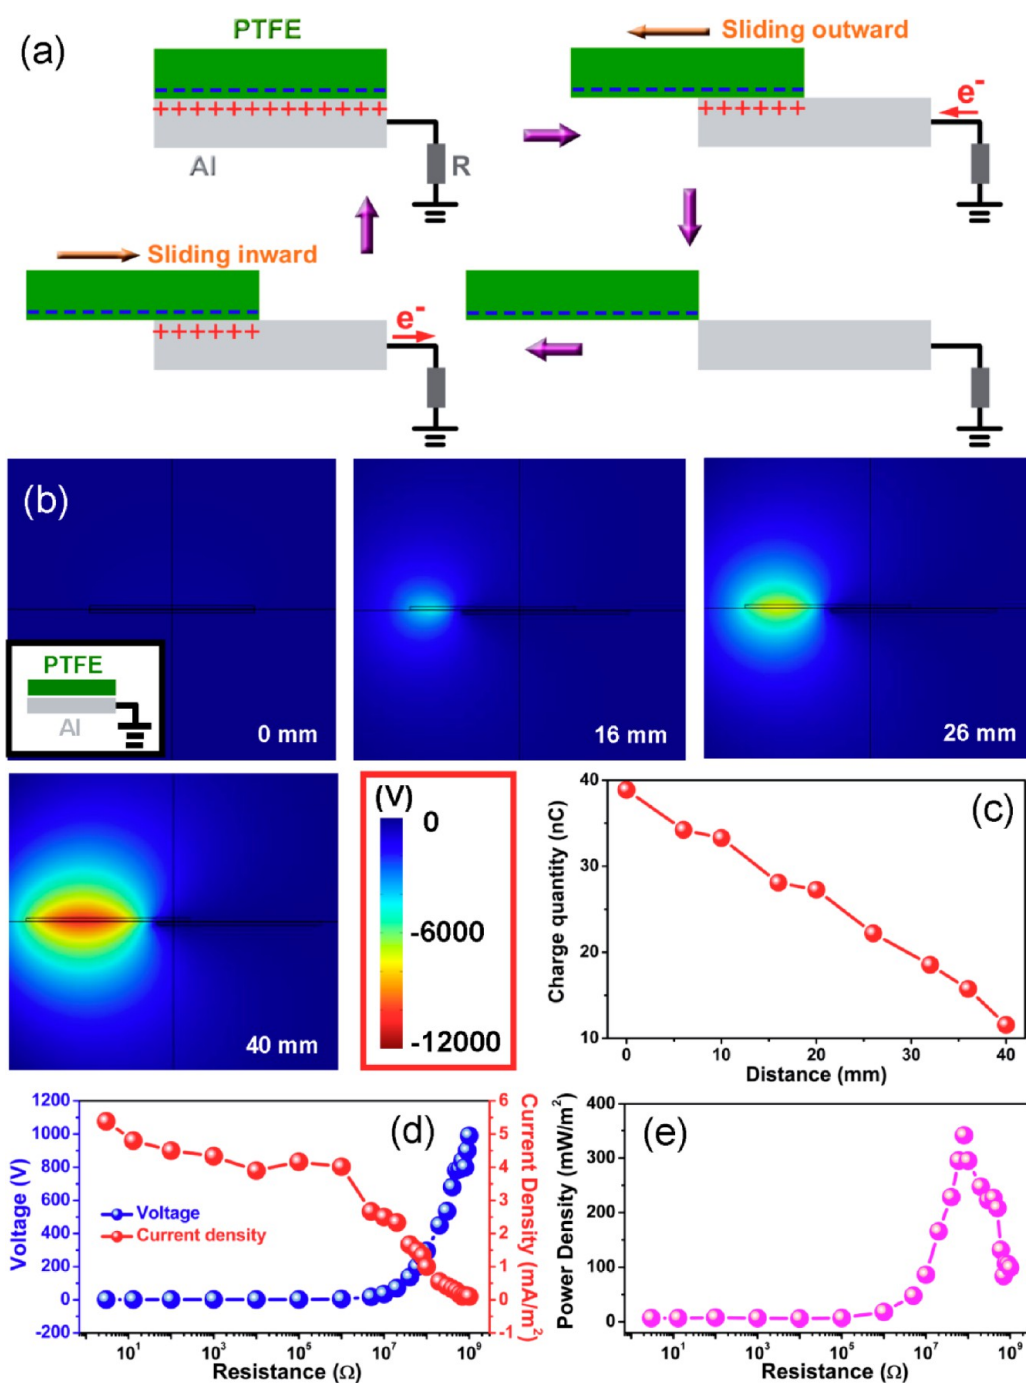 (a)
PTFE
Al
R
Sliding outward
e⁻
Sliding inward
e⁻
(b)
PTFE
Al
0 mm
16 mm
26 mm
40 mm
(V)
0
-6000
-12000
(c)
Charge quantity (nC)
40
30
20
10
0 10 20 30 40
Distance (mm)
(d)
Voltage (V)
1200
1000
800
600
400
200
0
-200
Voltage
Current density
Current Density (mA/m²)
6
5
4
3
2
1
0
-1
10¹ 10³ 10⁵ 10⁷ 10⁹
Resistance (Ω)
(e)
Power Density (mW/m²)
400
300
200
100
0
10¹ 10³ 10⁵ 10⁷ 10⁹
Resistance (Ω)